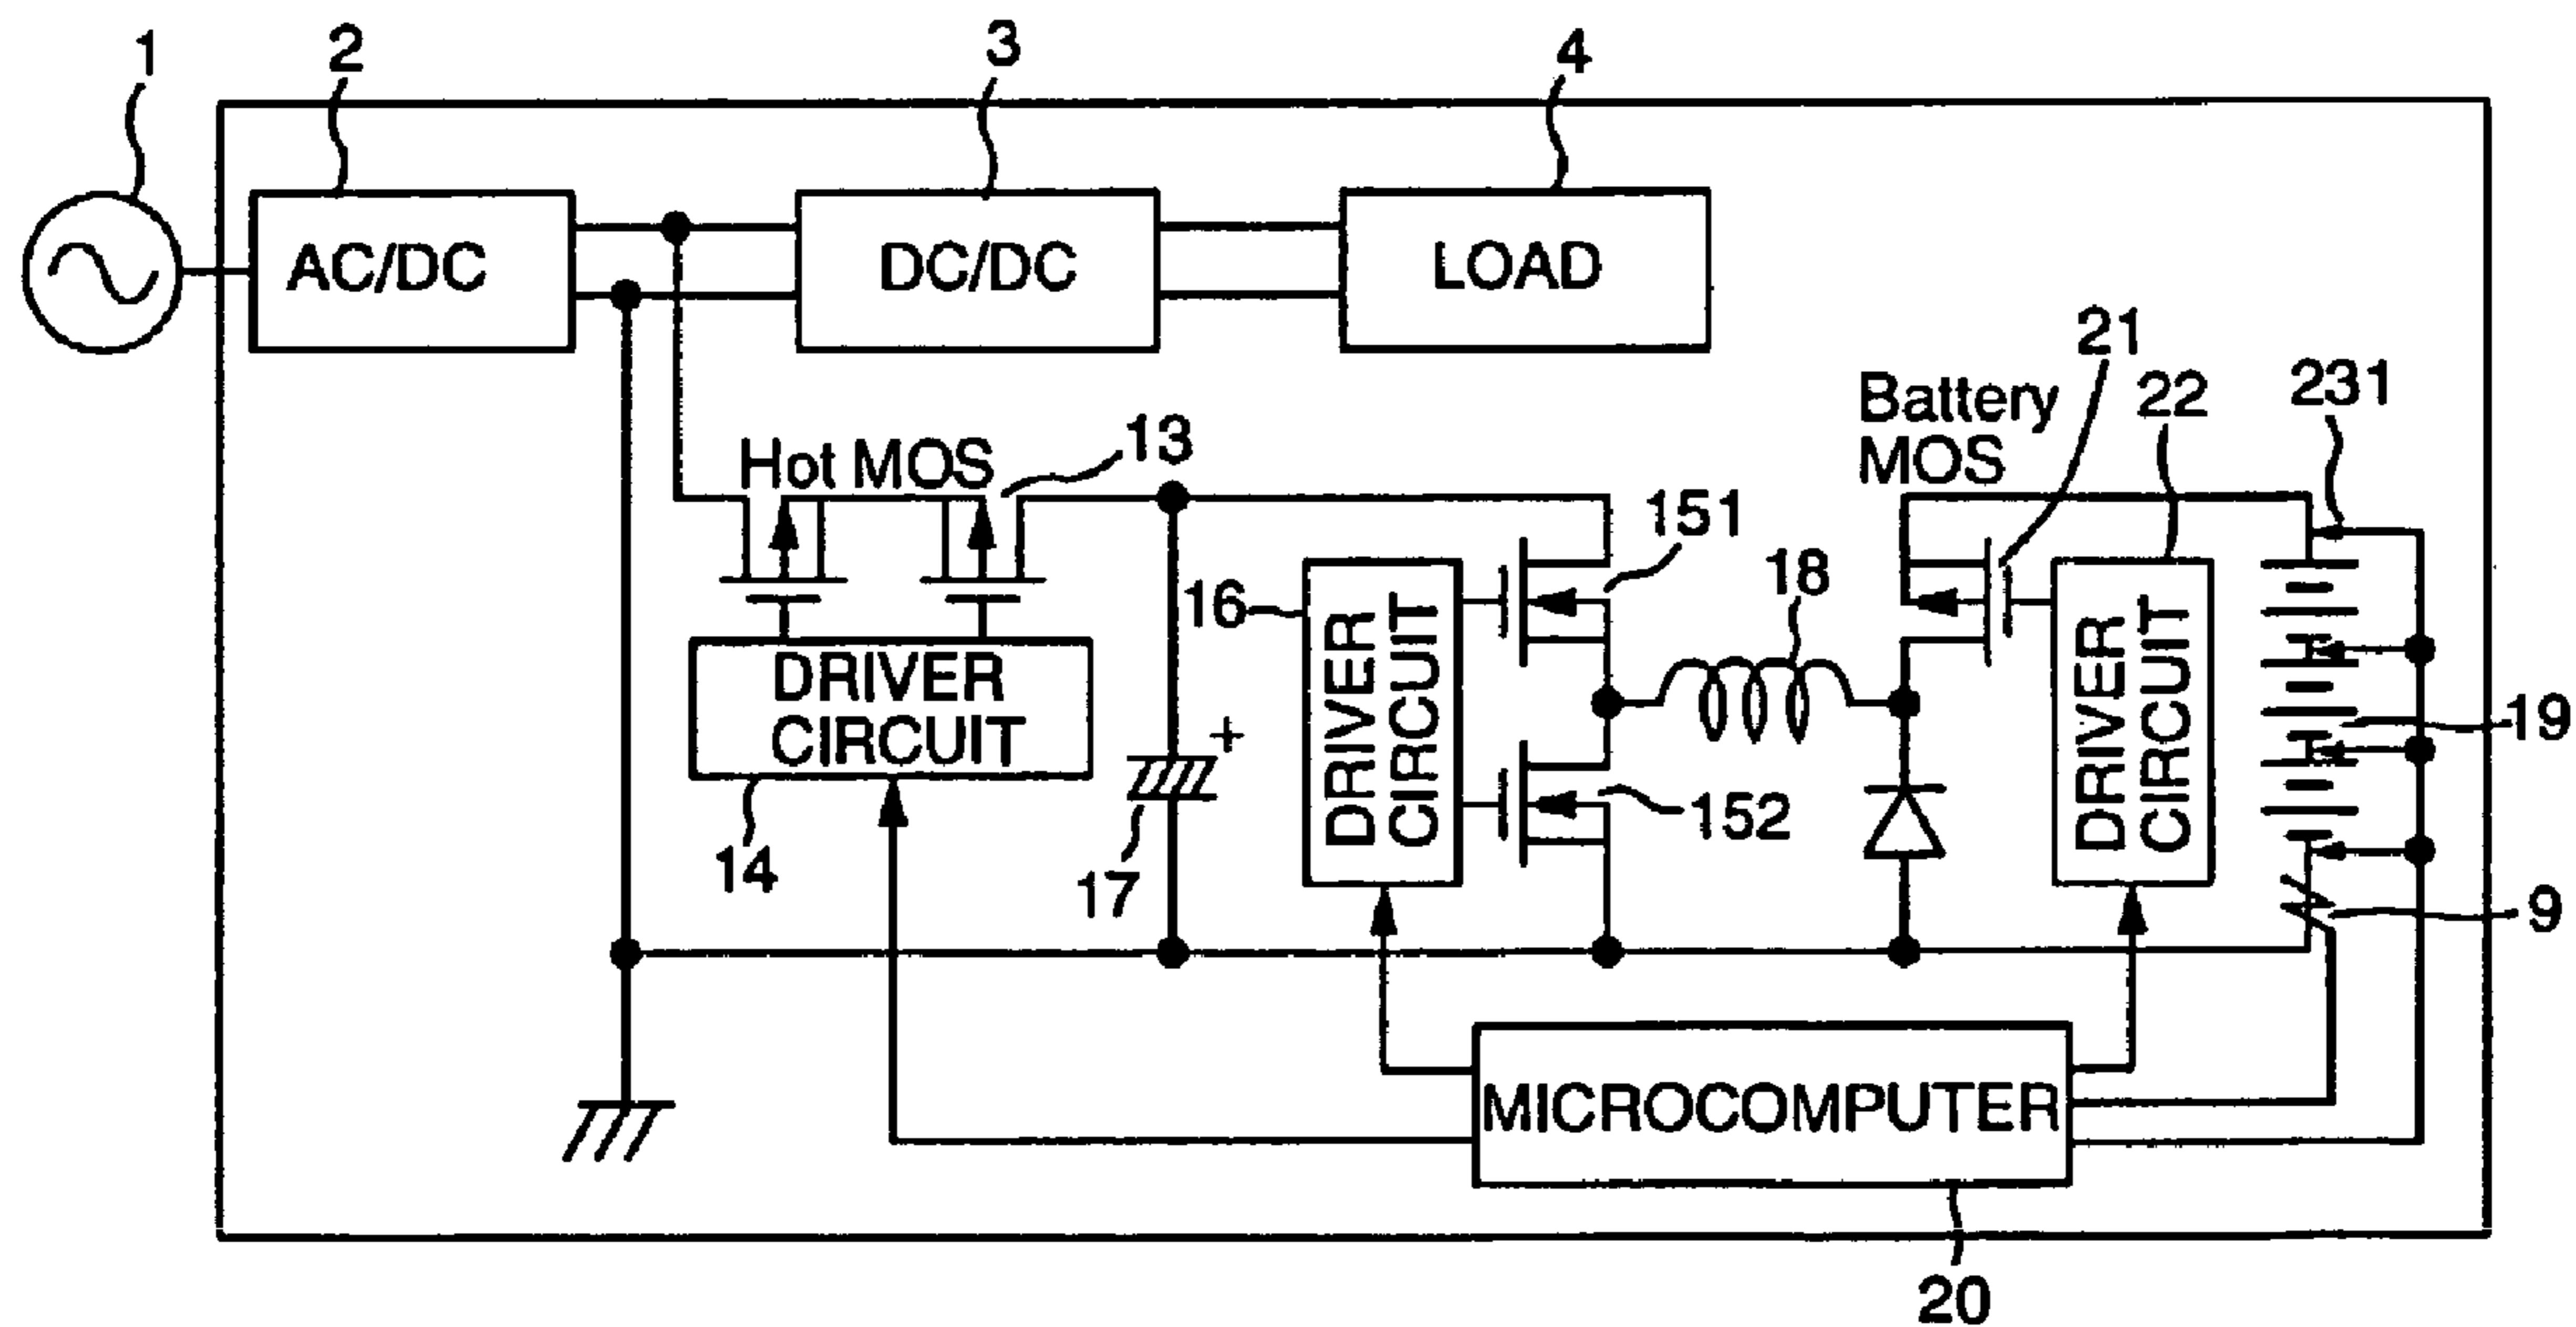 1
2
3
4
AC/DC
DC/DC
LOAD
21
Battery
MOS
22
231
Hot MOS
13
151
16
18
DRIVER
CIRCUIT
DRIVER
CIRCUIT
DRIVER
CIRCUIT
19
+
152
14
17
9
MICROCOMPUTER
20